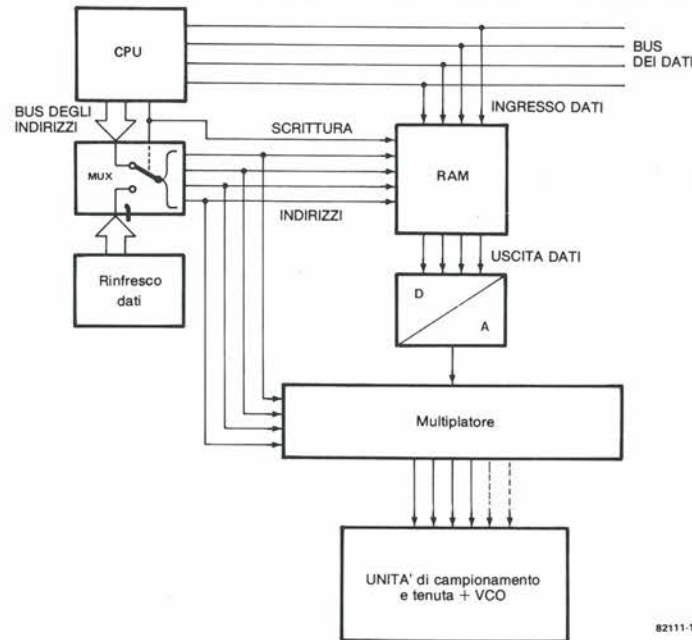 CPU
BUS
DEI DATI
BUS DEGLI
INDIRIZZI
SCRITTURA
INGRESSO DATI
MUX
RAM
INDIRIZZI
Rinfresco
dati
USCITA DATI
D
A
Multiplatore
UNITA' di campionamento
e tenuta + VCO
82111-1